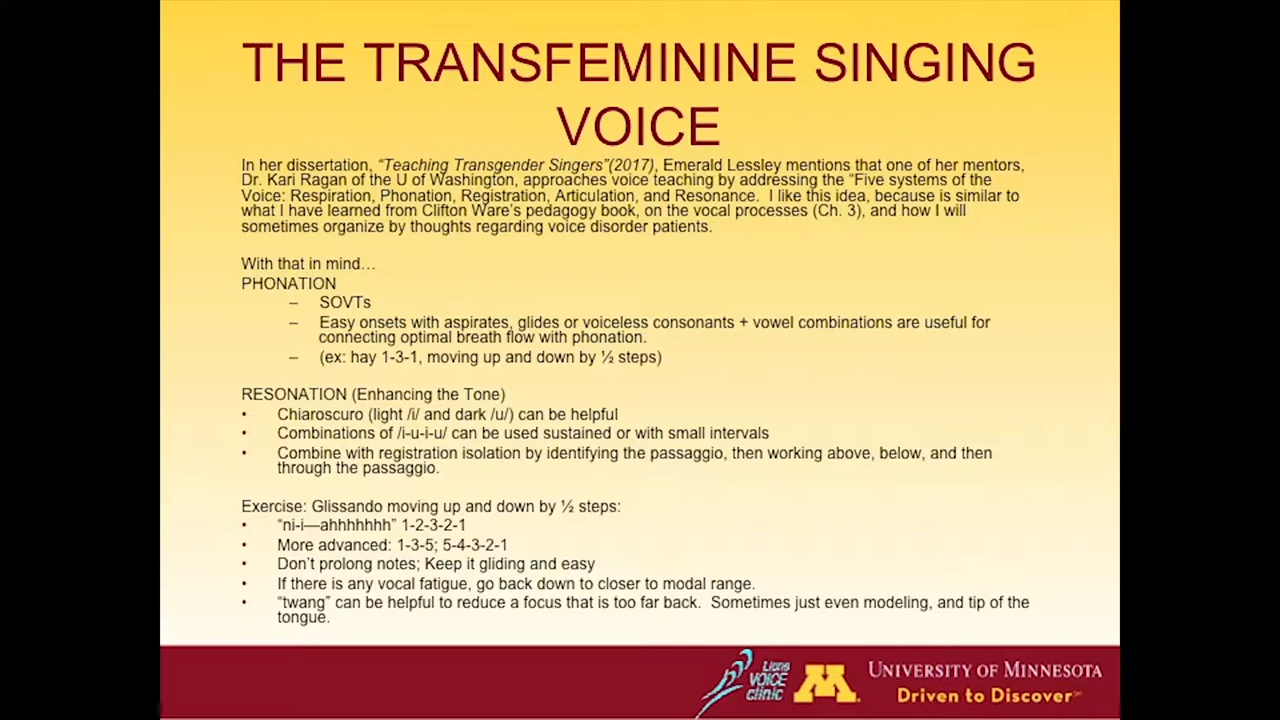 THE TRANSFEMININE SINGING
VOICE
In her dissertation, “Teaching Transgender Singers”(2017), Emerald Lessley mentions that one of her mentors,
Dr. Kari Ragan of the U of Washington, approaches voice teaching by addressing the “Five systems of the
Voice: Respiration, Phonation, Registration, Articulation, and Resonance.  I like this idea, because is similar to
what I have learned from Clifton Ware’s pedagogy book, on the vocal processes (Ch. 3), and how I will
sometimes organize by thoughts regarding voice disorder patients.
With that in mind…
PHONATION
– SOVTs
– Easy onsets with aspirates, glides or voiceless consonants + vowel combinations are useful for
connecting optimal breath flow with phonation.
– (ex: hay 1-3-1, moving up and down by ½ steps)
RESONATION (Enhancing the Tone)
• Chiaroscuro (light /i/ and dark /u/) can be helpful
• Combinations of /i-u-i-u/ can be used sustained or with small intervals
• Combine with registration isolation by identifying the passaggio, then working above, below, and then
through the passaggio.
Exercise: Glissando moving up and down by ½ steps:
• “ni-i—ahhhhhhh” 1-2-3-2-1
• More advanced: 1-3-5; 5-4-3-2-1
• Don’t prolong notes; Keep it gliding and easy
• If there is any vocal fatigue, go back down to closer to modal range.
• “twang” can be helpful to reduce a focus that is too far back.  Sometimes just even modeling, and tip of the
tongue.
Lions
VOICE
clinic
M
UNIVERSITY OF MINNESOTA
Driven to Discover℠